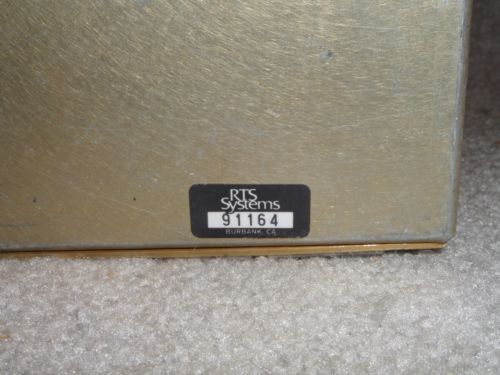 RTS
Systems
91164
BURBANK, CA